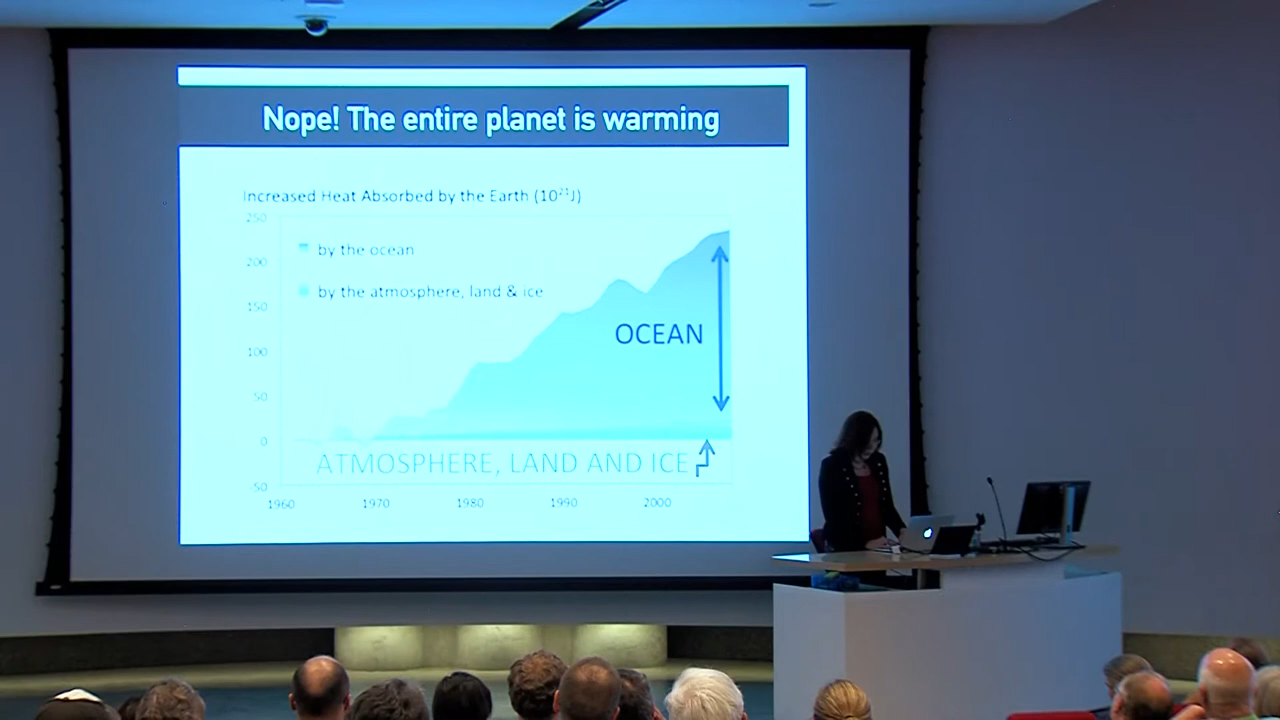 Nope! The entire planet is warming
Increased Heat Absorbed by the Earth (10²¹J)
250
by the ocean
200
by the atmosphere, land & ice
150
OCEAN
100
50
0
ATMOSPHERE, LAND AND ICE
-50
1960 1970 1980 1990 2000